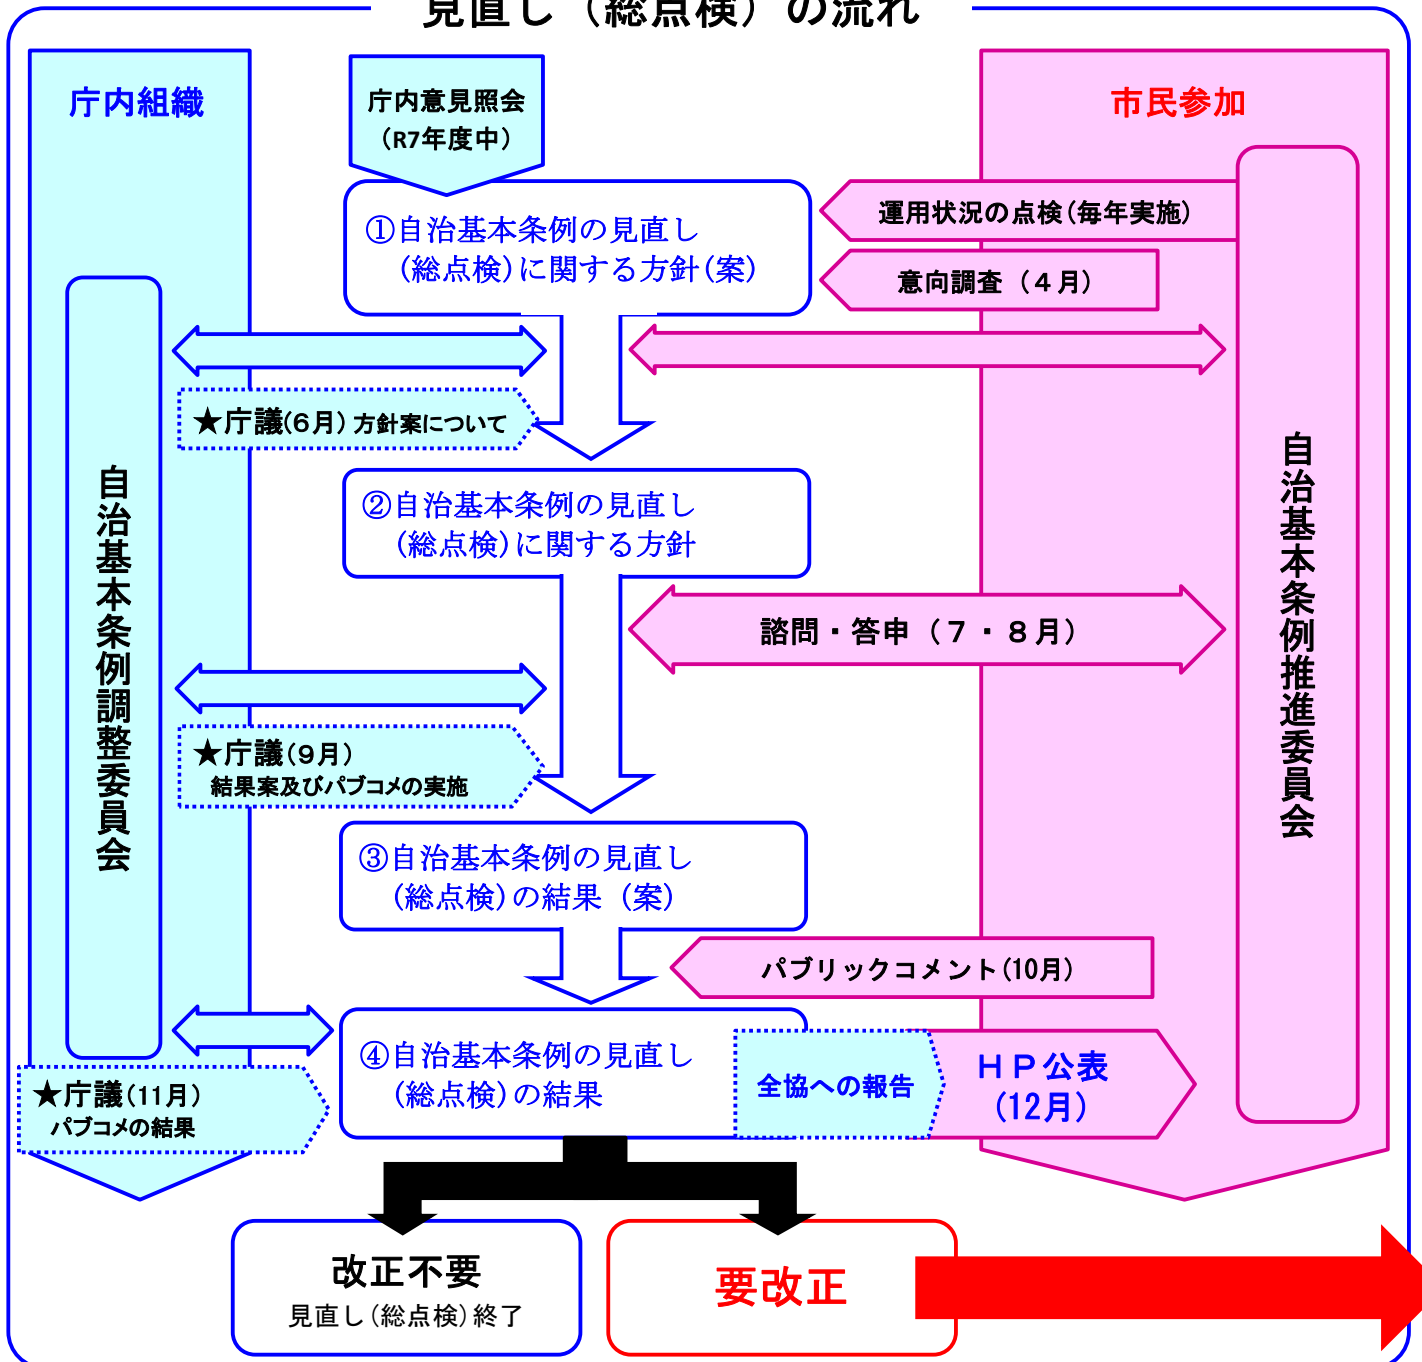 見直し（総点検）の流れ
庁内組織
庁内意見照会
（R7年度中）
市民参加
①自治基本条例の見直し
（総点検）に関する方針（案）
運用状況の点検（毎年実施）
意向調査（４月）
★庁議（６月）方針案について
自治基本条例調整委員会
自治基本条例推進委員会
②自治基本条例の見直し
（総点検）に関する方針
諮問・答申（７・８月）
★庁議（９月）
結果案及びパブコメの実施
③自治基本条例の見直し
（総点検）の結果（案）
パブリックコメント（10月）
④自治基本条例の見直し
（総点検）の結果
全協への報告
ＨＰ公表
（12月）
★庁議（11月）
パブコメの結果
改正不要
見直し（総点検）終了
要改正